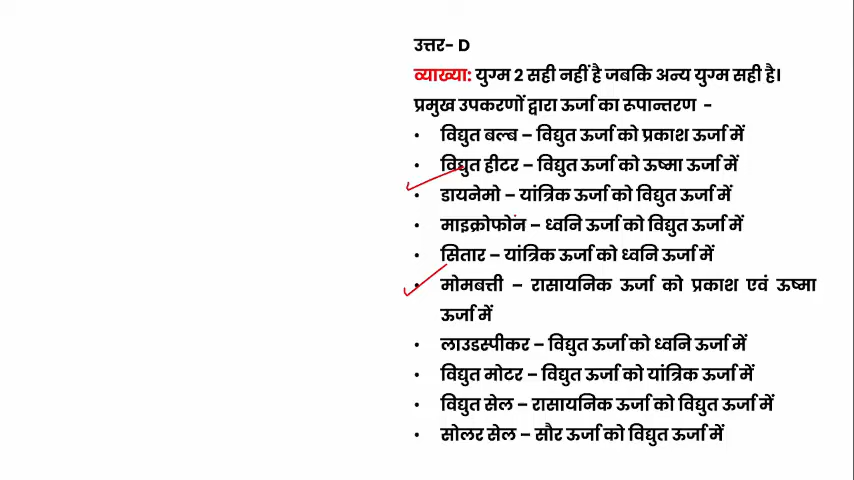 उत्तर- D
व्याख्या: युग्म 2 सही नहीं है जबकि अन्य युग्म सही है।
प्रमुख उपकरणों द्वारा ऊर्जा का रूपान्तरण -
• विद्युत बल्ब – विद्युत ऊर्जा को प्रकाश ऊर्जा में
• विद्युत हीटर – विद्युत ऊर्जा को ऊष्मा ऊर्जा में
• डायनेमो – यांत्रिक ऊर्जा को विद्युत ऊर्जा में
• माइक्रोफोन – ध्वनि ऊर्जा को विद्युत ऊर्जा में
• सितार – यांत्रिक ऊर्जा को ध्वनि ऊर्जा में
• मोमबत्ती – रासायनिक ऊर्जा को प्रकाश एवं ऊष्मा
ऊर्जा में
• लाउडस्पीकर – विद्युत ऊर्जा को ध्वनि ऊर्जा में
• विद्युत मोटर – विद्युत ऊर्जा को यांत्रिक ऊर्जा में
• विद्युत सेल – रासायनिक ऊर्जा को विद्युत ऊर्जा में
• सोलर सेल – सौर ऊर्जा को विद्युत ऊर्जा में